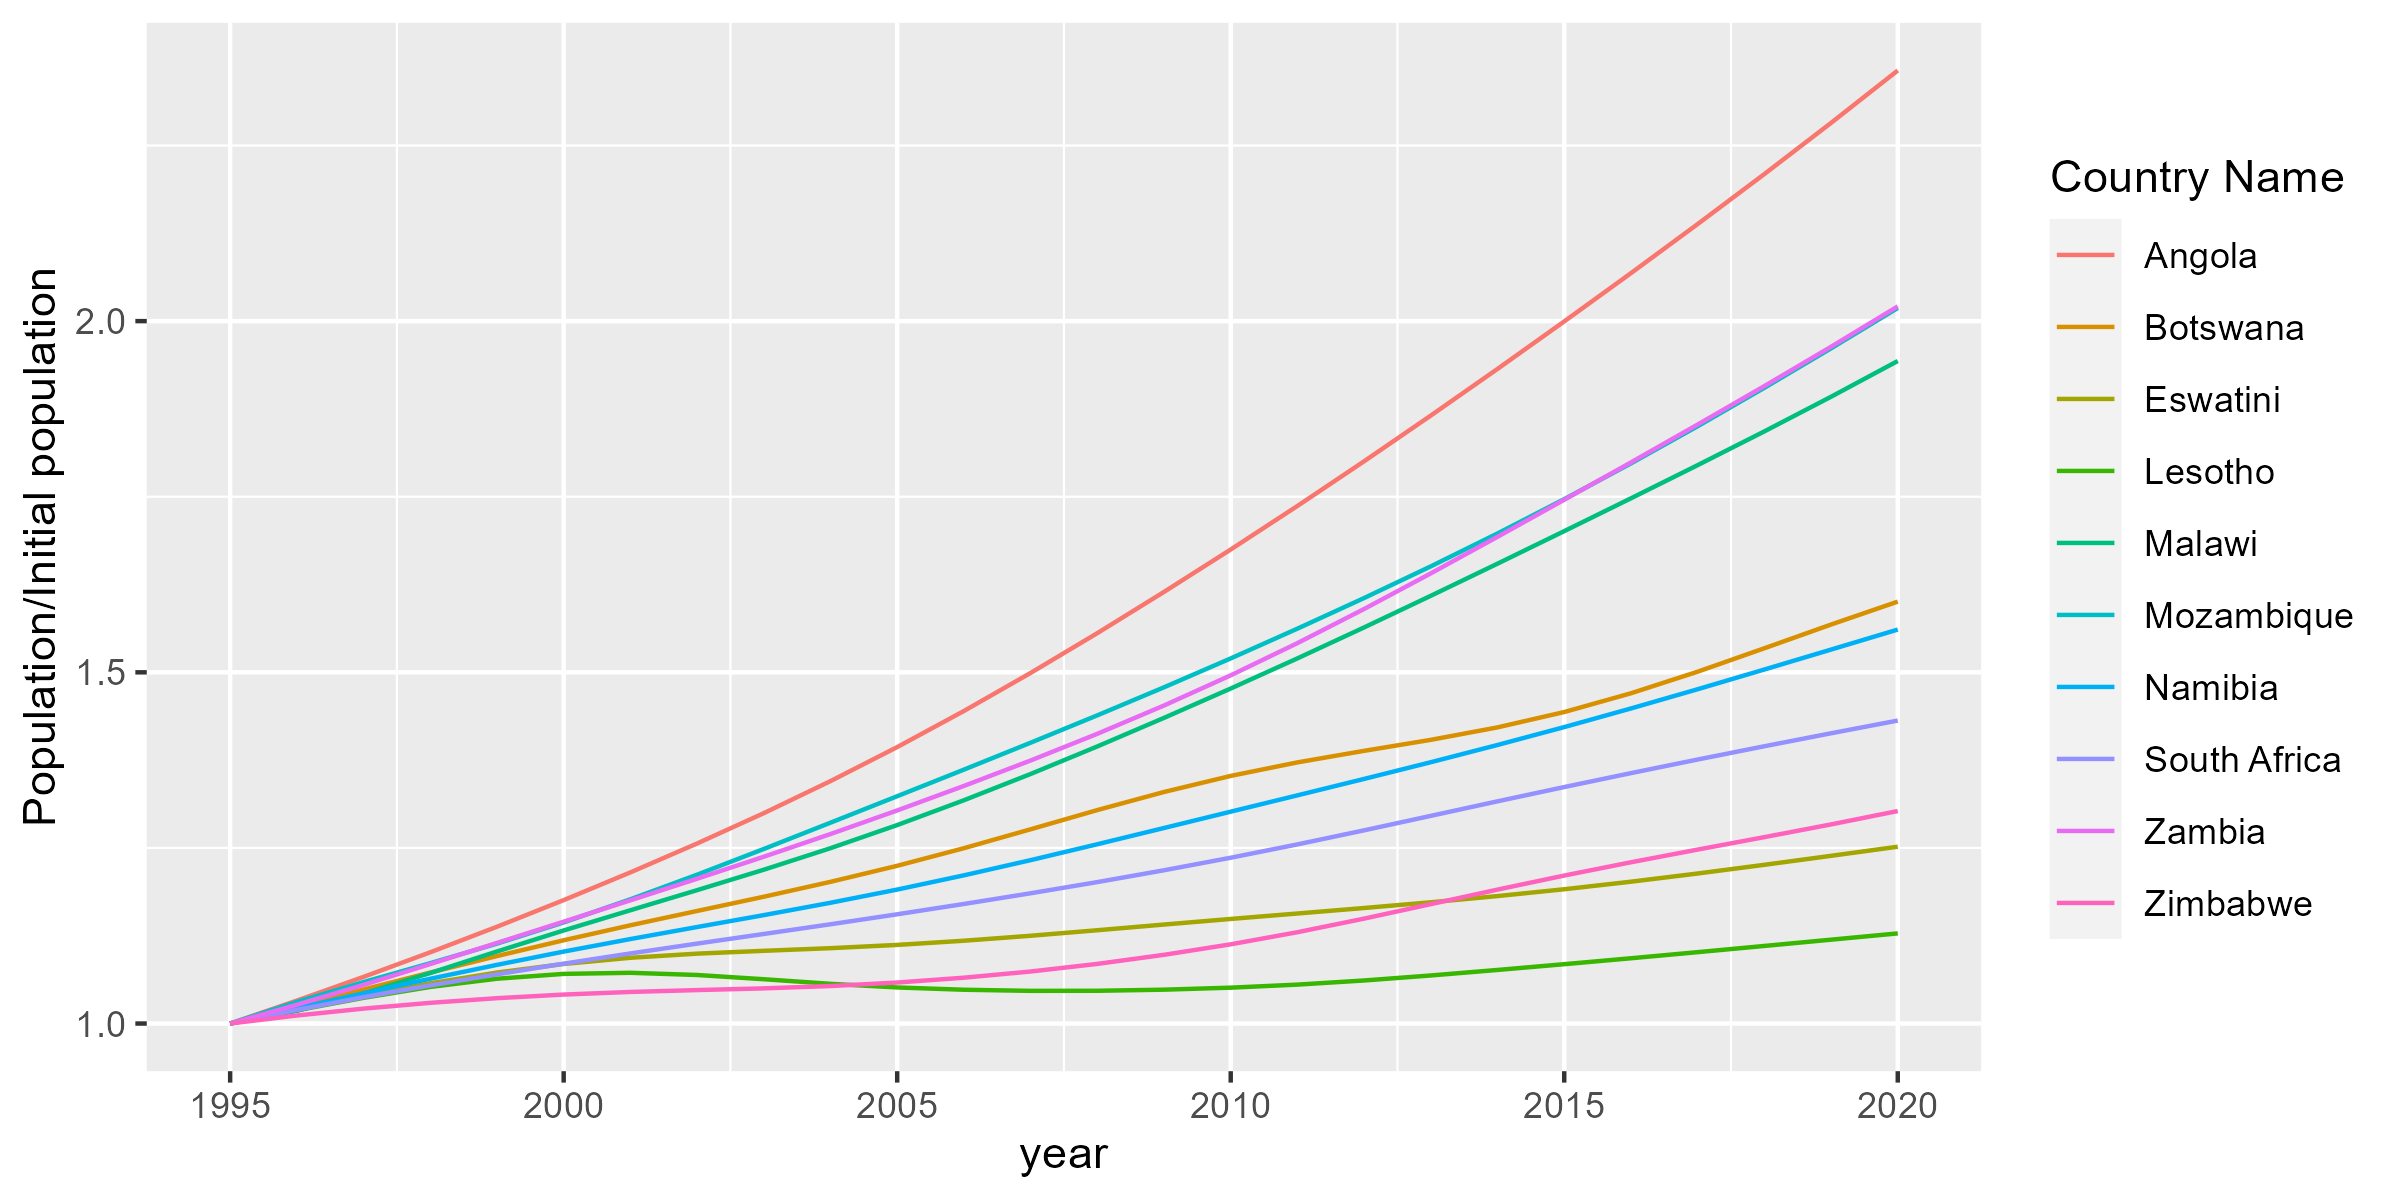 Population/Initial population
2.0
1.5
1.0
1995 2000 2005 2010 2015 2020
year
Country Name
Angola
Botswana
Eswatini
Lesotho
Malawi
Mozambique
Namibia
South Africa
Zambia
Zimbabwe